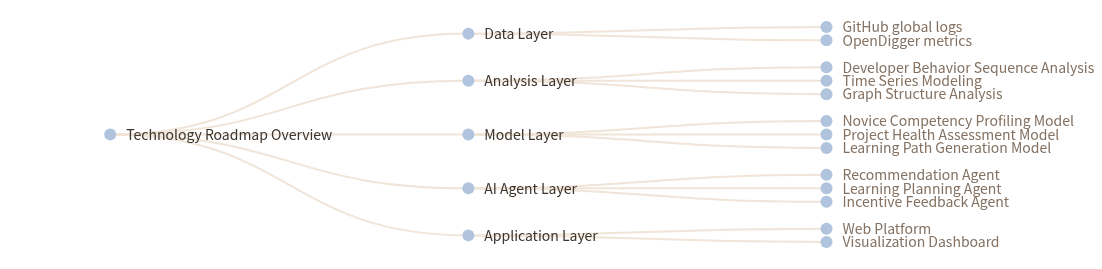 Technology Roadmap Overview
Data Layer
GitHub global logs
OpenDigger metrics
Analysis Layer
Developer Behavior Sequence Analysis
Time Series Modeling
Graph Structure Analysis
Model Layer
Novice Competency Profiling Model
Project Health Assessment Model
Learning Path Generation Model
AI Agent Layer
Recommendation Agent
Learning Planning Agent
Incentive Feedback Agent
Application Layer
Web Platform
Visualization Dashboard